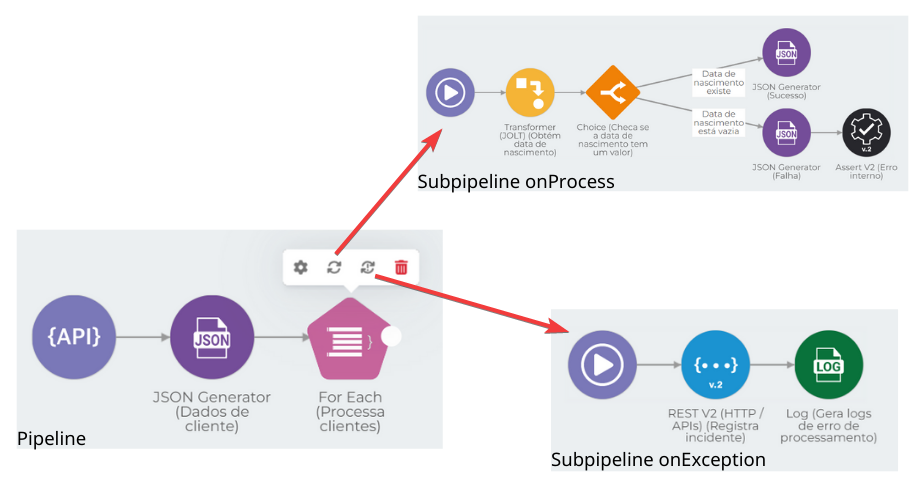 JSON
Data de
nascimento
existe
JSON Generator
(Sucesso)
Transformer
(JOLT) (Obtém
data de
nascimento)
Choice (Checa se
a data de
nascimento tem
um valor)
Data de
nascimento
está vazia
JSON
JSON Generator
(Falha)
v.2
Assert V2 (Erro
interno)
Subpipeline onProcess
{API}
JSON
JSON Generator
(Dados de
cliente)
For Each
(Processa
clientes)
Pipeline
{•••}
v.2
REST V2 (HTTP /
APIs) (Registra
incidente)
LOG
Log (Gera logs
de erro de
processamento)
Subpipeline onException